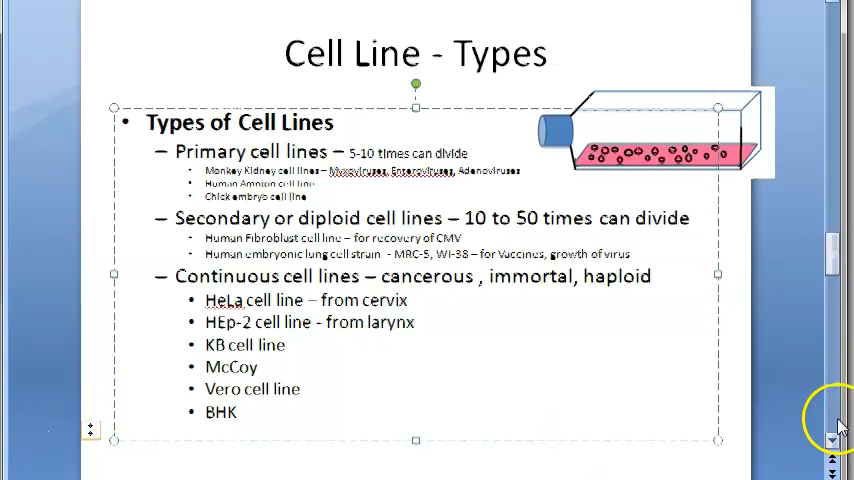 Cell Line - Types
• Types of Cell Lines
– Primary cell lines – 5-10 times can divide
• Monkey Kidney cell lines – Myxoviruses, Enteroviruses, Adenoviruses
• Human Amnion cell line
• Chick embryo cell line
– Secondary or diploid cell lines – 10 to 50 times can divide
• Human Fibroblast cell line – for recovery of CMV
• Human embryonic lung cell strain - MRC-5, WI-38 – for Vaccines, growth of virus
– Continuous cell lines – cancerous , immortal, haploid
• HeLa cell line – from cervix
• HEp-2 cell line - from larynx
• KB cell line
• McCoy
• Vero cell line
• BHK